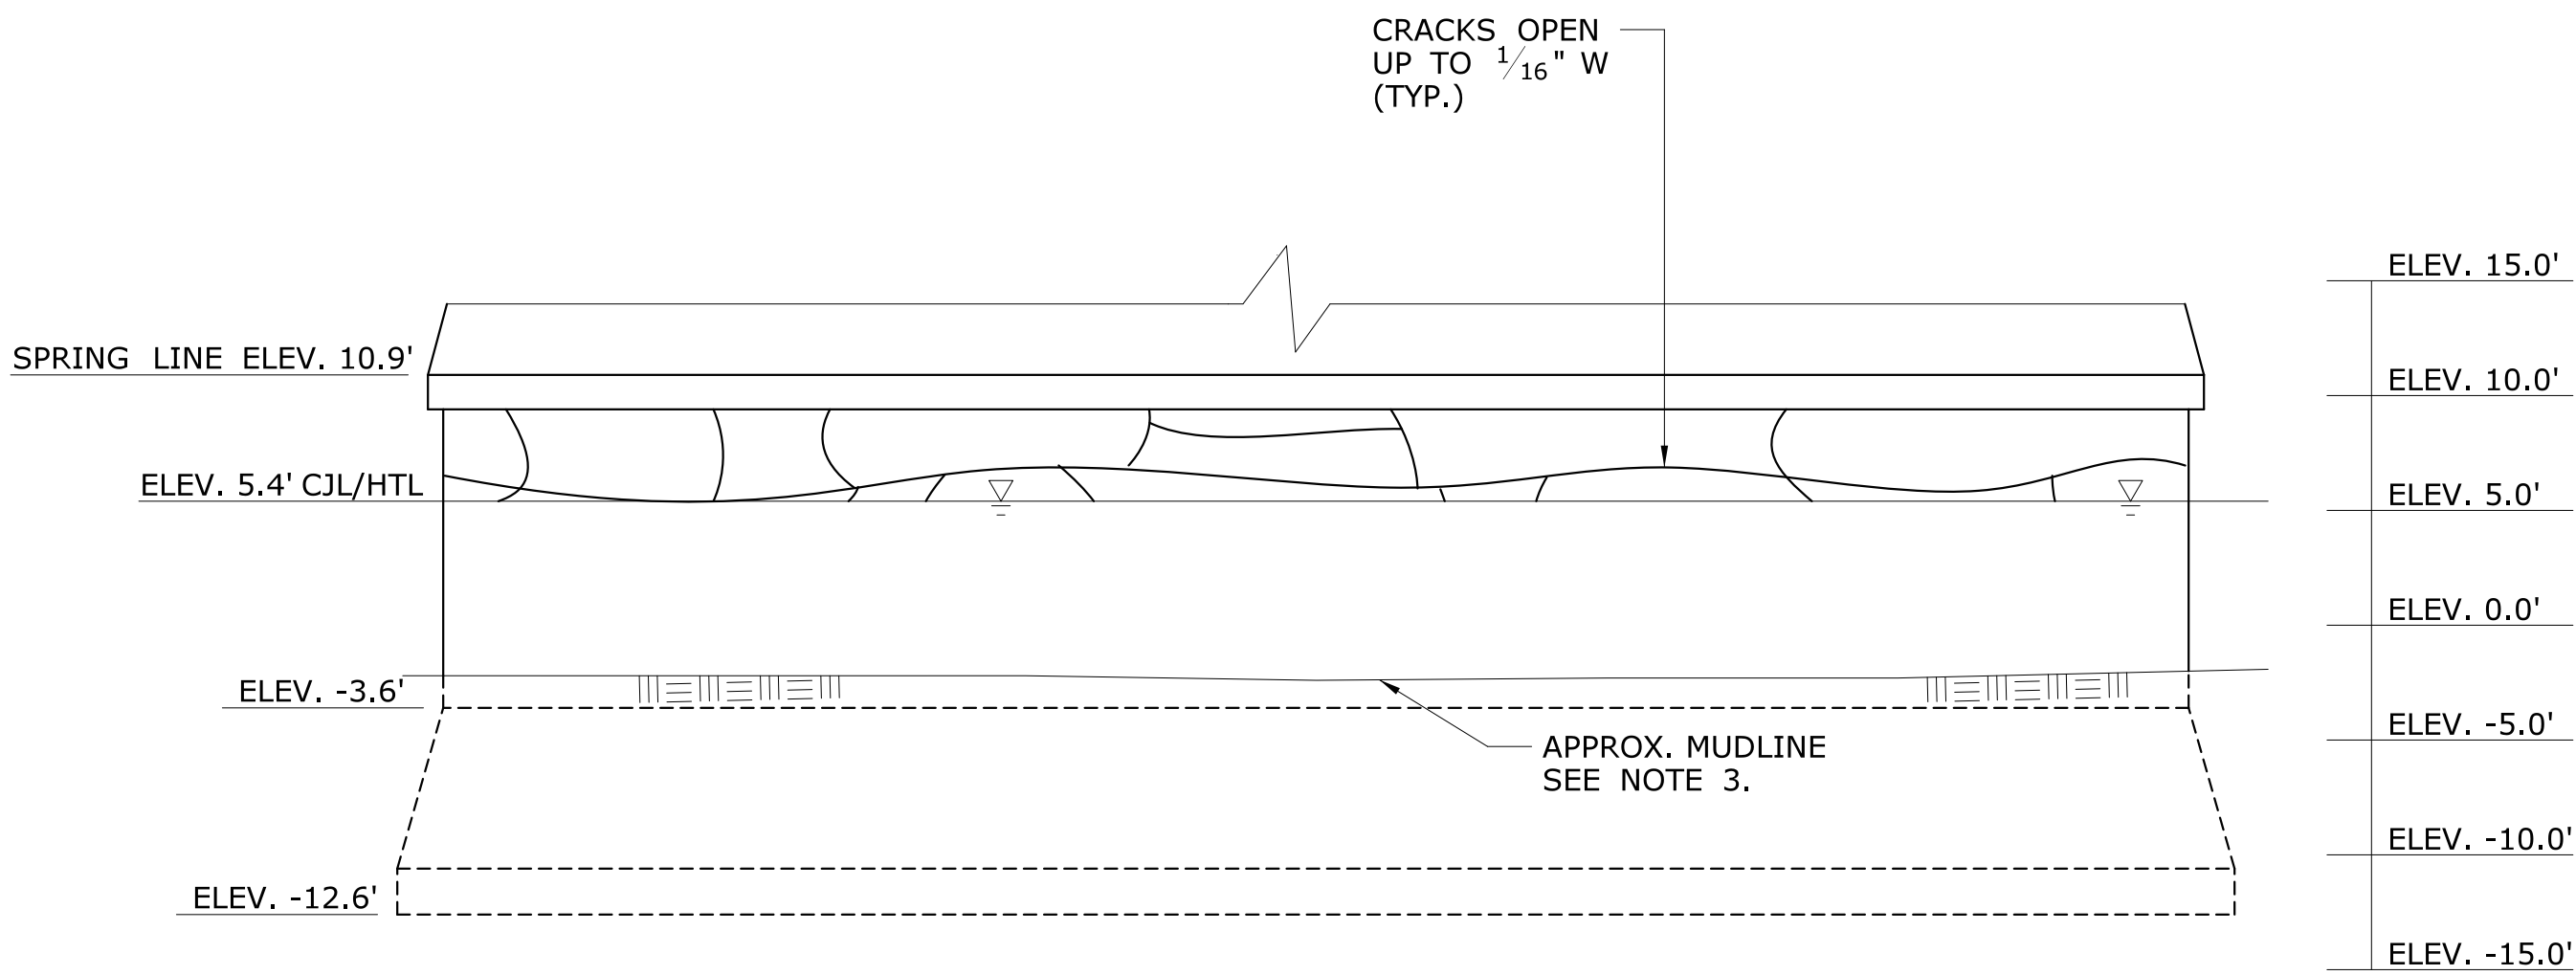 CRACKS OPEN
UP TO 1/16" W
(TYP.)
ELEV. 15.0'
SPRING LINE ELEV. 10.9'
ELEV. 10.0'
ELEV. 5.4' CJL/HTL
ELEV. 5.0'
ELEV. 0.0'
ELEV. -3.6'
ELEV. -5.0'
APPROX. MUDLINE
SEE NOTE 3.
ELEV. -10.0'
ELEV. -12.6'
ELEV. -15.0'